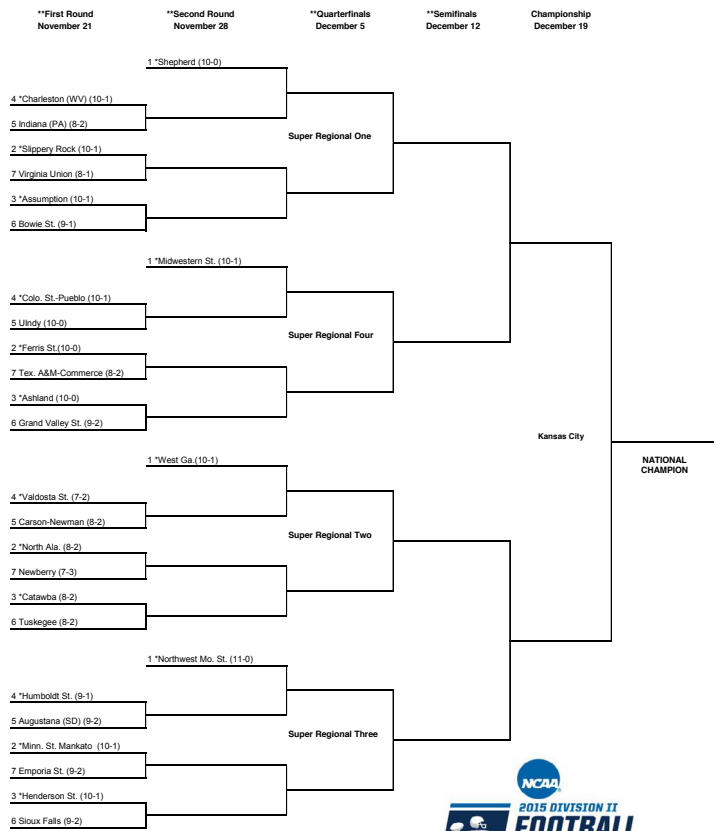 **First Round **Second Round **Quarterfinals **Semifinals Championship
November 21 November 28 December 5 December 12 December 19
1 *Shepherd (10-0)
4 *Charleston (WV) (10-1)
5 Indiana (PA) (8-2)
Super Regional One
2 *Slippery Rock (10-1)
7 Virginia Union (8-1)
3 *Assumption (10-1)
6 Bowie St. (9-1)
1 *Midwestern St. (10-1)
4 *Colo. St.-Pueblo (10-1)
5 UIndy (10-0)
Super Regional Four
2 *Ferris St.(10-0)
7 Tex. A&M-Commerce (8-2)
3 *Ashland (10-0)
6 Grand Valley St. (9-2)
Kansas City
NATIONAL
CHAMPION
1 *West Ga.(10-1)
4 *Valdosta St. (7-2)
5 Carson-Newman (8-2)
Super Regional Two
2 *North Ala. (8-2)
7 Newberry (7-3)
3 *Catawba (8-2)
6 Tuskegee (8-2)
1 *Northwest Mo. St. (11-0)
4 *Humboldt St. (9-1)
5 Augustana (SD) (9-2)
Super Regional Three
2 *Minn. St. Mankato (10-1)
7 Emporia St. (9-2)
3 *Henderson St. (10-1)
6 Sioux Falls (9-2)
NCAA
2015 DIVISION II
FOOTBALL